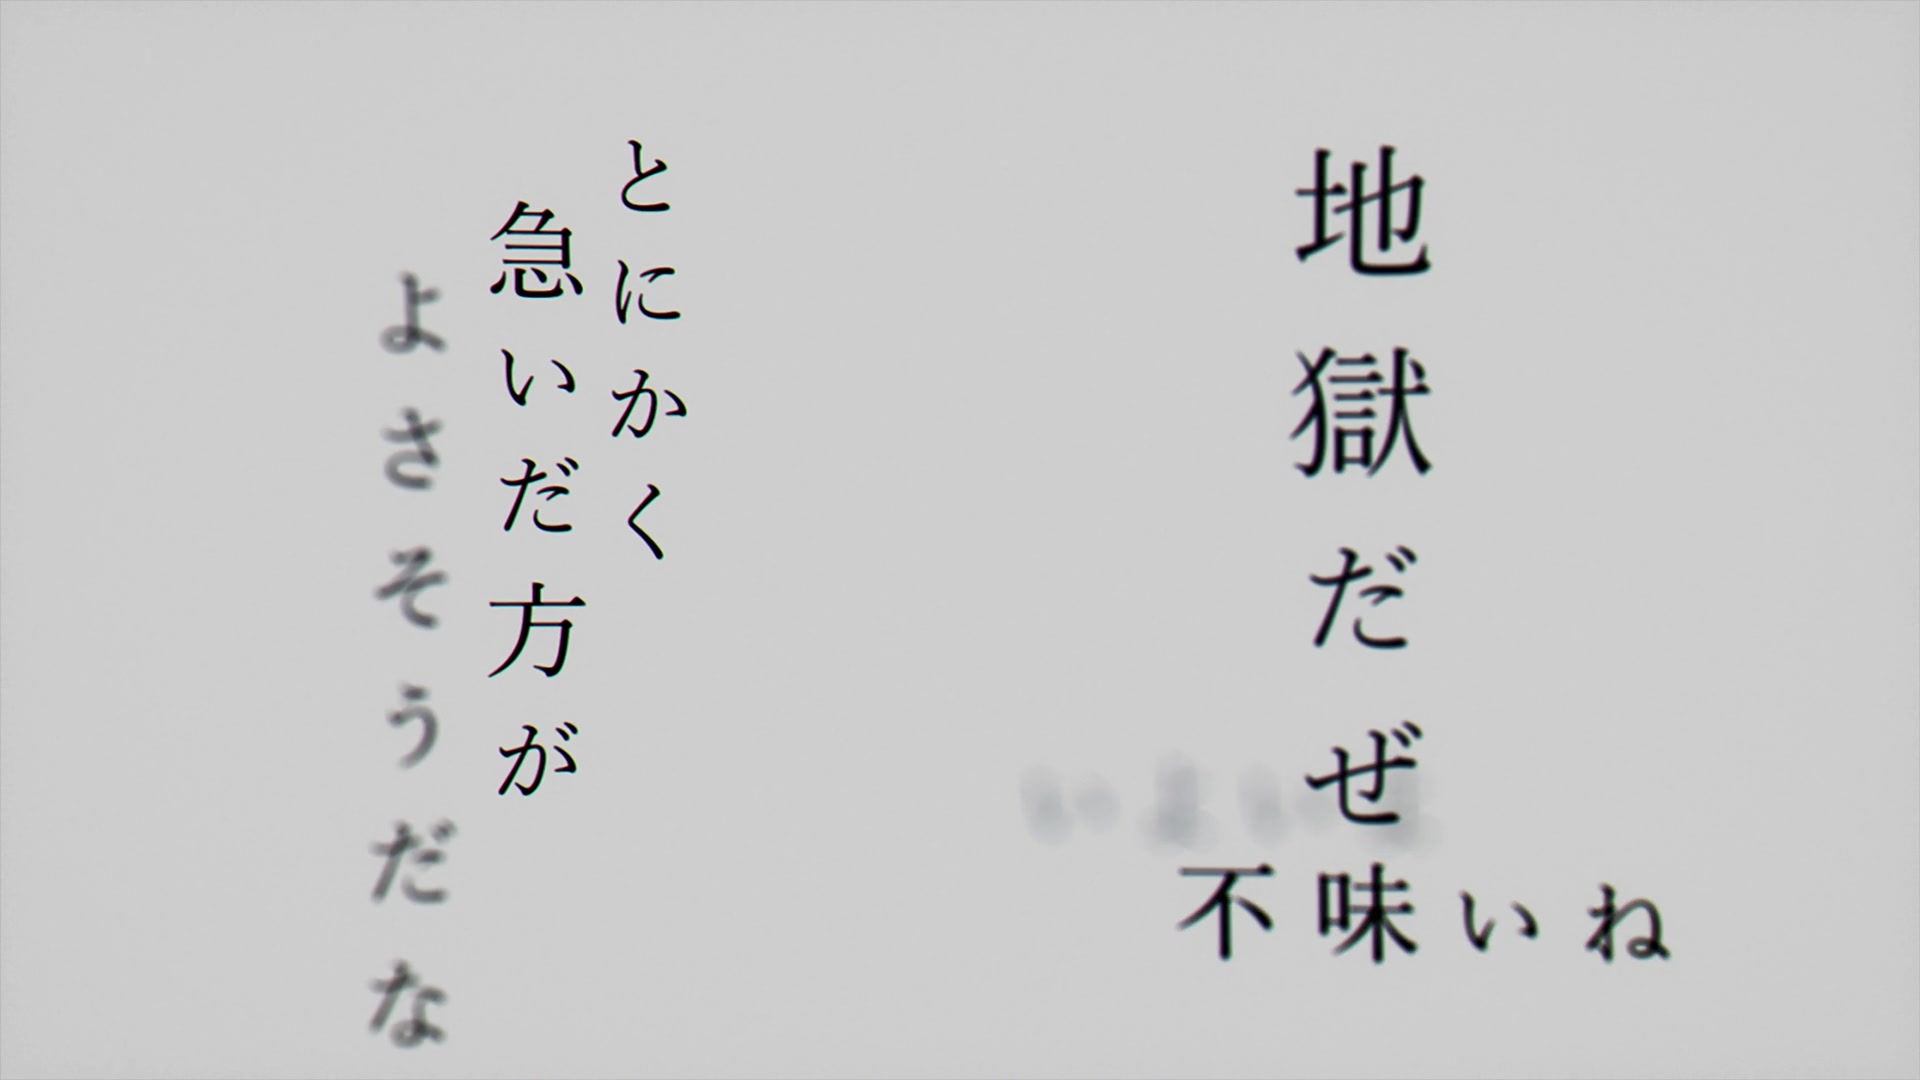 地獄だぜ
不味いね
とにかく
急いだ方が
よさそうだな